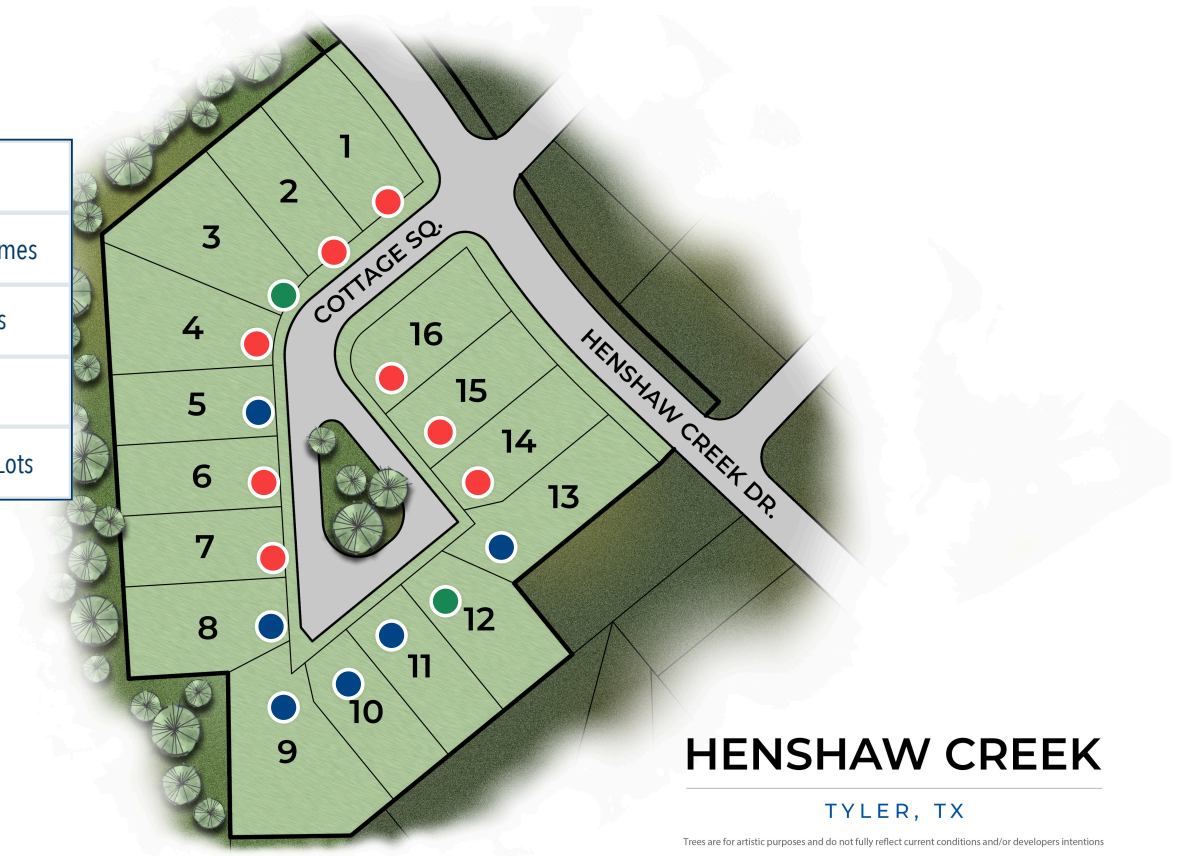 mes
s
Lots
1
2
3
4
5
6
7
8
9
10
11
12
13
14
15
16
COTTAGE SQ.
HENSHAW CREEK DR.
HENSHAW CREEK
TYLER, TX
Trees are for artistic purposes and do not fully reflect current conditions and/or developers intentions